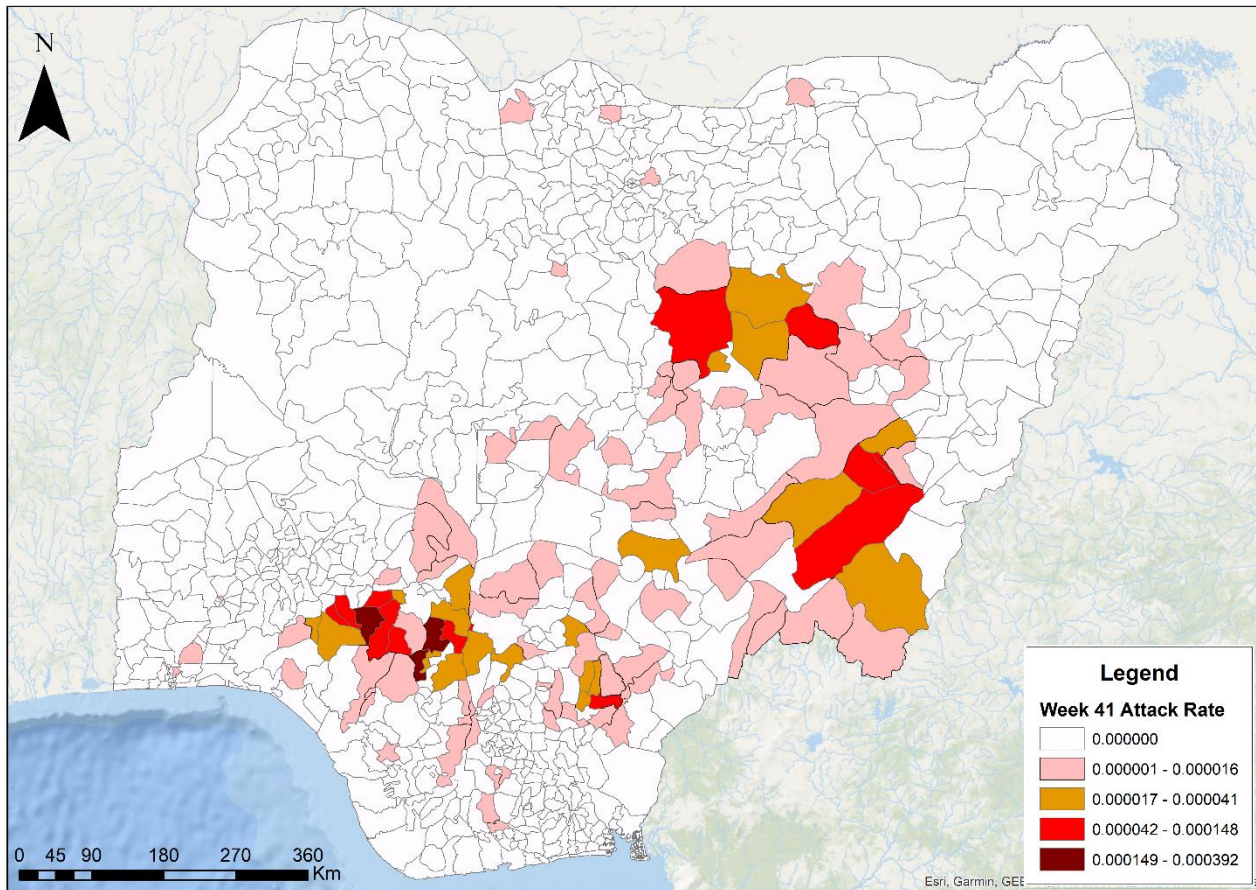 N
Legend
Week 41 Attack Rate
0.000000
0.000001 - 0.000016
0.000017 - 0.000041
0.000042 - 0.000148
0.000149 - 0.000392
0 45 90 180 270 360
Km
Esri, Garmin, GEE